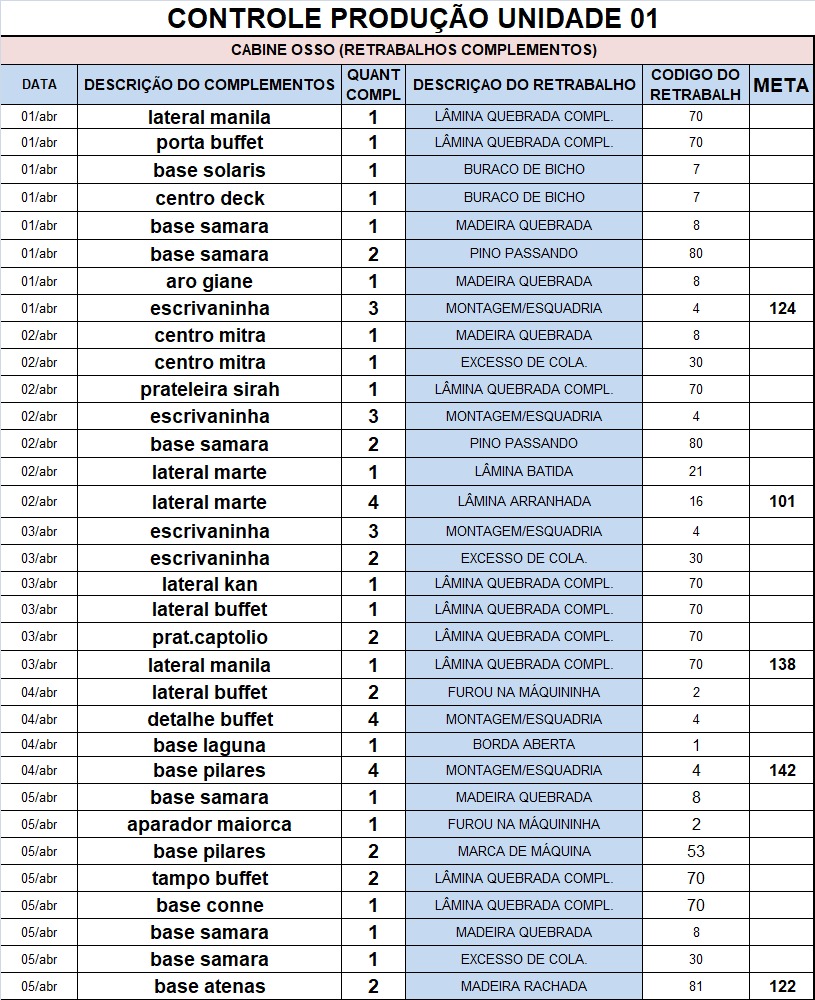 CONTROLE PRODUÇÃO UNIDADE 01
CABINE OSSO (RETRABALHOS COMPLEMENTOS)
DATA DESCRIÇÃO DO COMPLEMENTOS QUANT COMPL DESCRIÇAO DO RETRABALHO CODIGO DO RETRABALH META
01/abr lateral manila 1 LÂMINA QUEBRADA COMPL. 70
01/abr porta buffet 1 LÂMINA QUEBRADA COMPL. 70
01/abr base solaris 1 BURACO DE BICHO 7
01/abr centro deck 1 BURACO DE BICHO 7
01/abr base samara 1 MADEIRA QUEBRADA 8
01/abr base samara 2 PINO PASSANDO 80
01/abr aro giane 1 MADEIRA QUEBRADA 8
01/abr escrivaninha 3 MONTAGEM/ESQUADRIA 4 124
02/abr centro mitra 1 MADEIRA QUEBRADA 8
02/abr centro mitra 1 EXCESSO DE COLA. 30
02/abr prateleira sirah 1 LÂMINA QUEBRADA COMPL. 70
02/abr escrivaninha 3 MONTAGEM/ESQUADRIA 4
02/abr base samara 2 PINO PASSANDO 80
02/abr lateral marte 1 LÂMINA BATIDA 21
02/abr lateral marte 4 LÂMINA ARRANHADA 16 101
03/abr escrivaninha 3 MONTAGEM/ESQUADRIA 4
03/abr escrivaninha 2 EXCESSO DE COLA. 30
03/abr lateral kan 1 LÂMINA QUEBRADA COMPL. 70
03/abr lateral buffet 1 LÂMINA QUEBRADA COMPL. 70
03/abr prat.captolio 2 LÂMINA QUEBRADA COMPL. 70
03/abr lateral manila 1 LÂMINA QUEBRADA COMPL. 70 138
04/abr lateral buffet 2 FUROU NA MÁQUININHA 2
04/abr detalhe buffet 4 MONTAGEM/ESQUADRIA 4
04/abr base laguna 1 BORDA ABERTA 1
04/abr base pilares 4 MONTAGEM/ESQUADRIA 4 142
05/abr base samara 1 MADEIRA QUEBRADA 8
05/abr aparador maiorca 1 FUROU NA MÁQUININHA 2
05/abr base pilares 2 MARCA DE MÁQUINA 53
05/abr tampo buffet 2 LÂMINA QUEBRADA COMPL. 70
05/abr base conne 1 LÂMINA QUEBRADA COMPL. 70
05/abr base samara 1 MADEIRA QUEBRADA 8
05/abr base samara 1 EXCESSO DE COLA. 30
05/abr base atenas 2 MADEIRA RACHADA 81 122